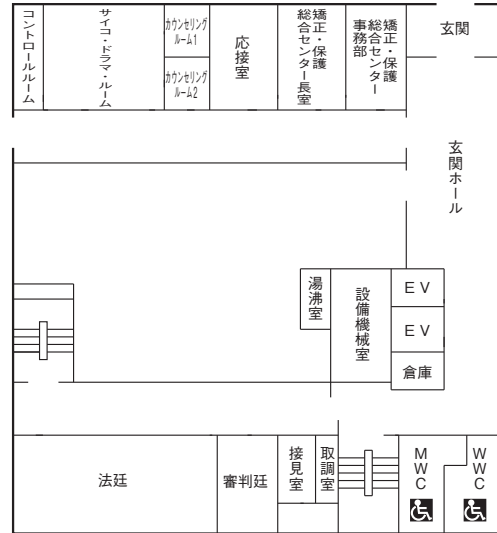 コントロールルーム
サイコ・ドラマ・ルーム
カウンセリング
ルーム1
カウンセリング
ルーム2
応接室
矯正・保護
総合センター長室
矯正・保護
総合センター
事務部
玄関
玄関ホール
湯沸室
設備機械室
EV
EV
倉庫
法廷
審判廷
接見室
取調室
MWC
WWC